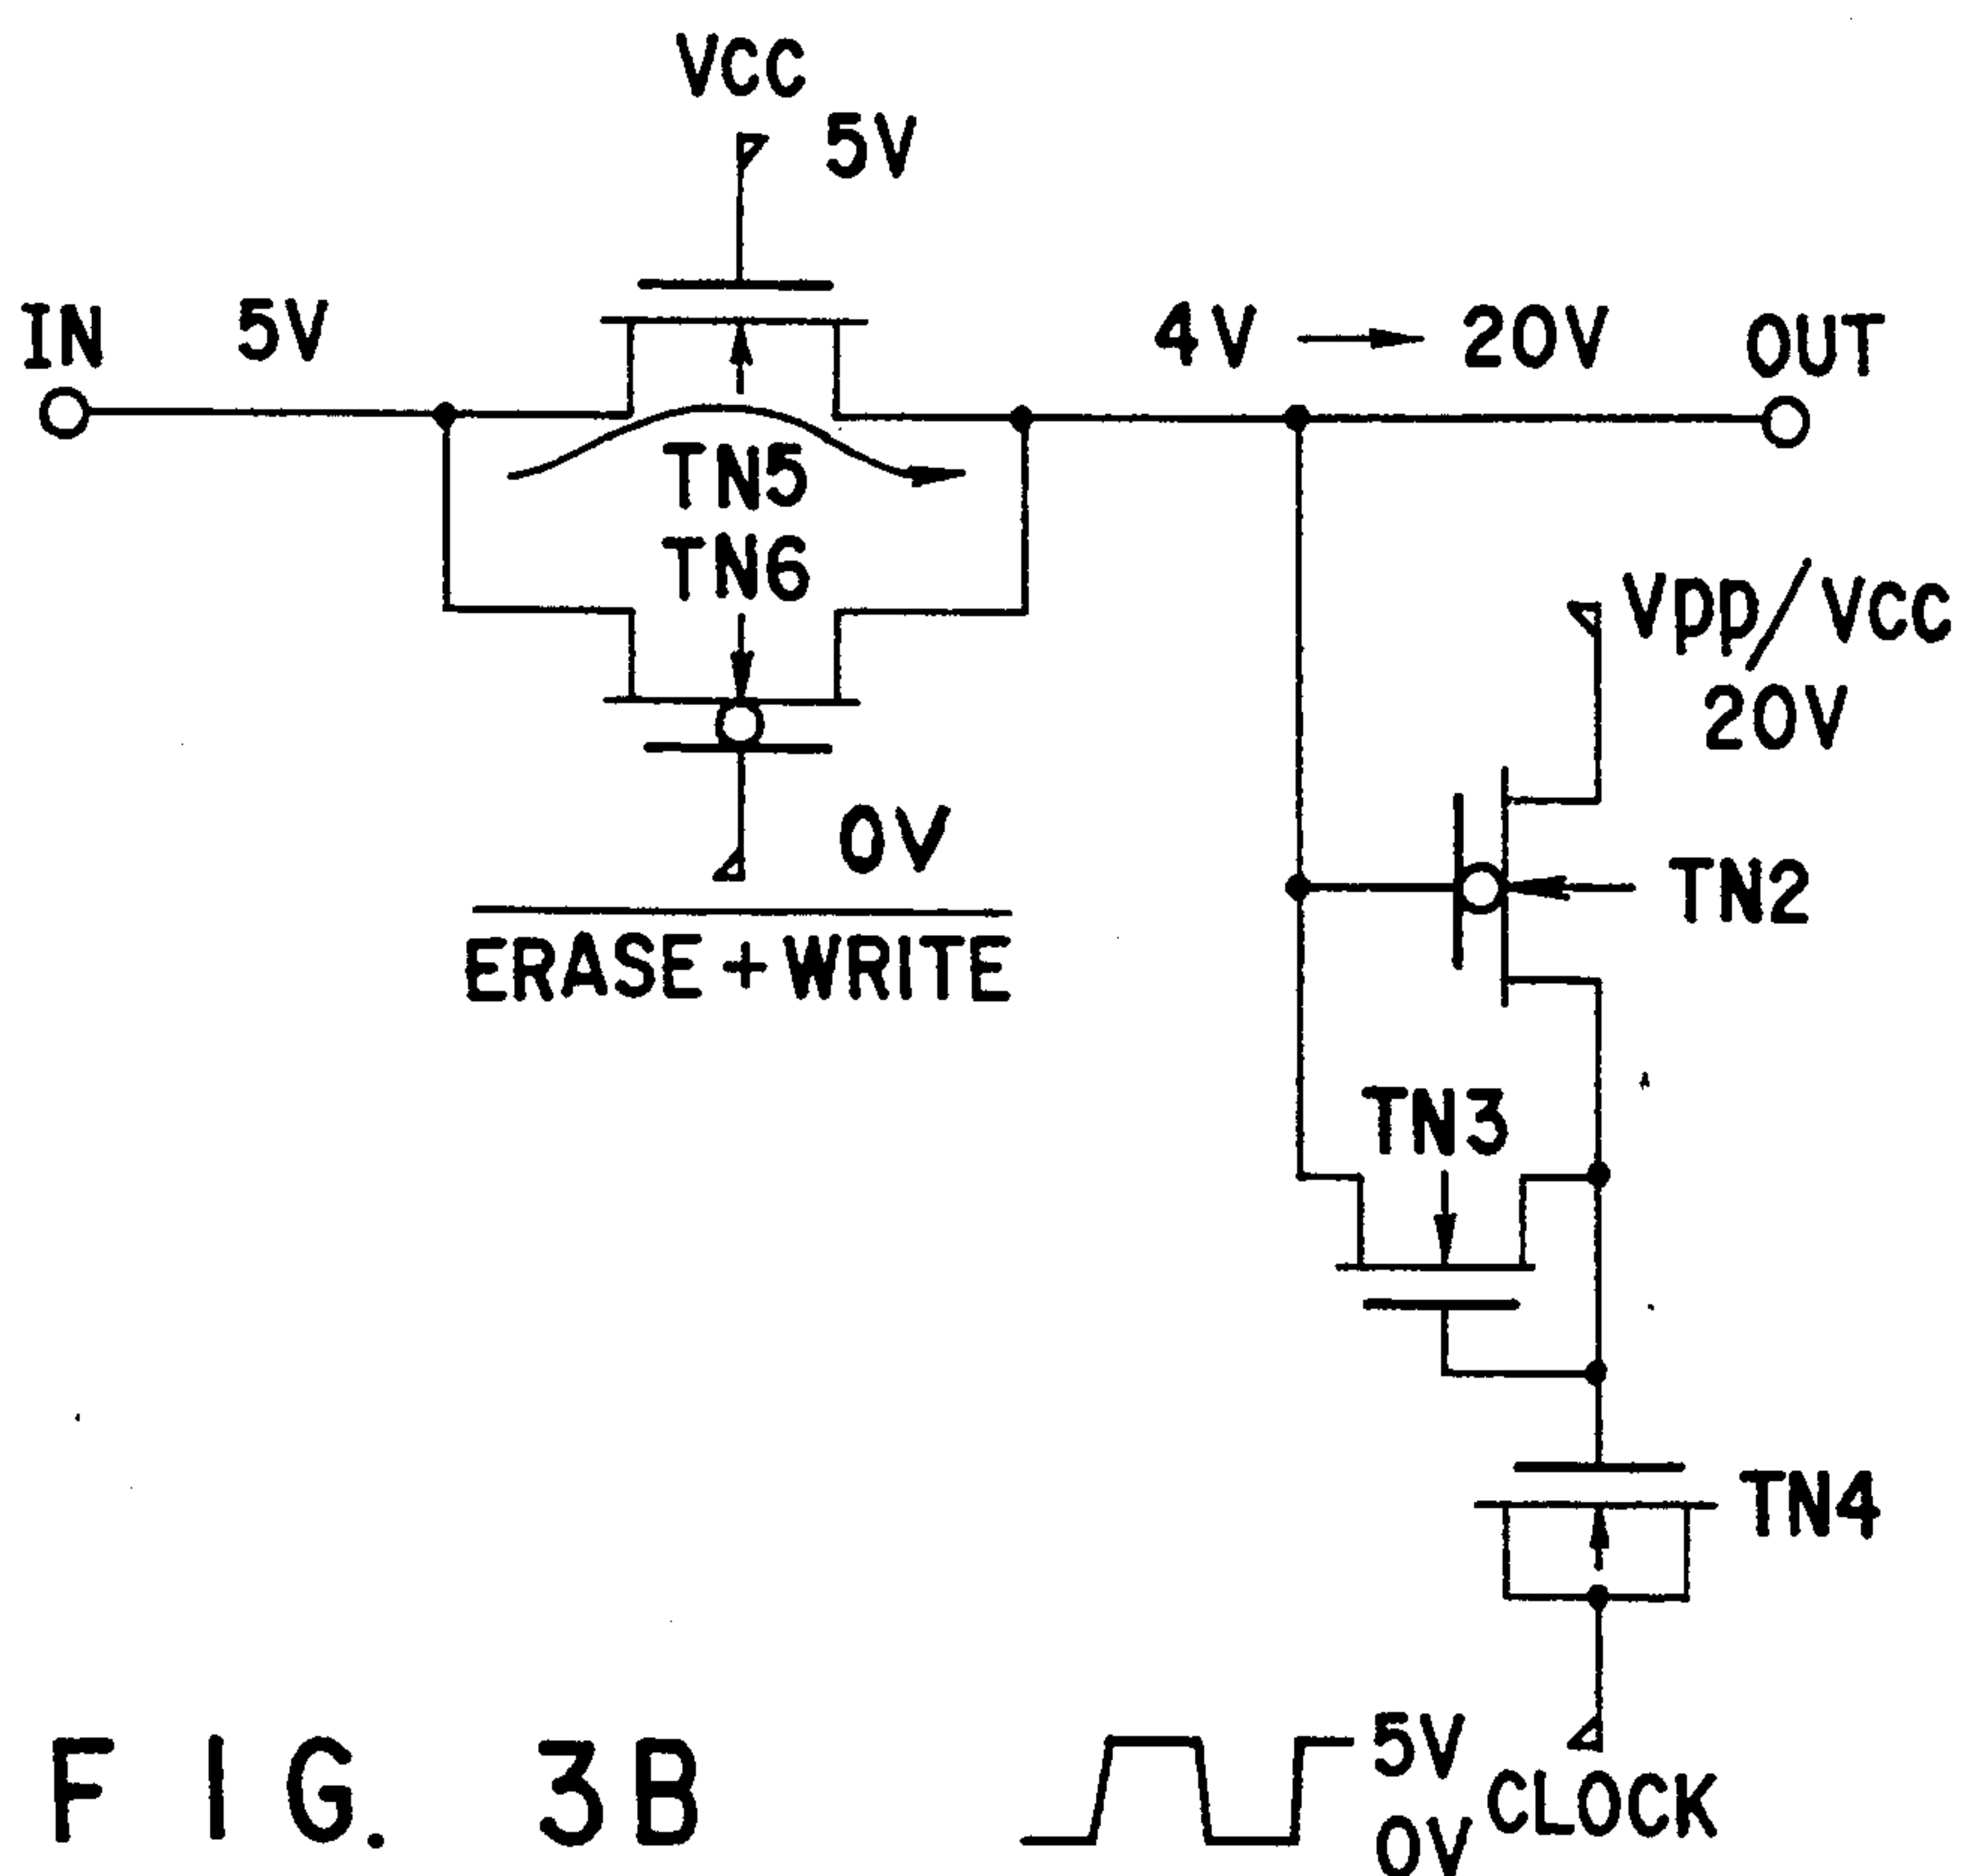 VCC
5V
IN
5V
4V
20V
OUT
TN5
TN6
VPP/VCC
20V
0V
TN2
ERASE+WRITE
TN3
TN4
5V
0V
CLOCK
FIG. 3B